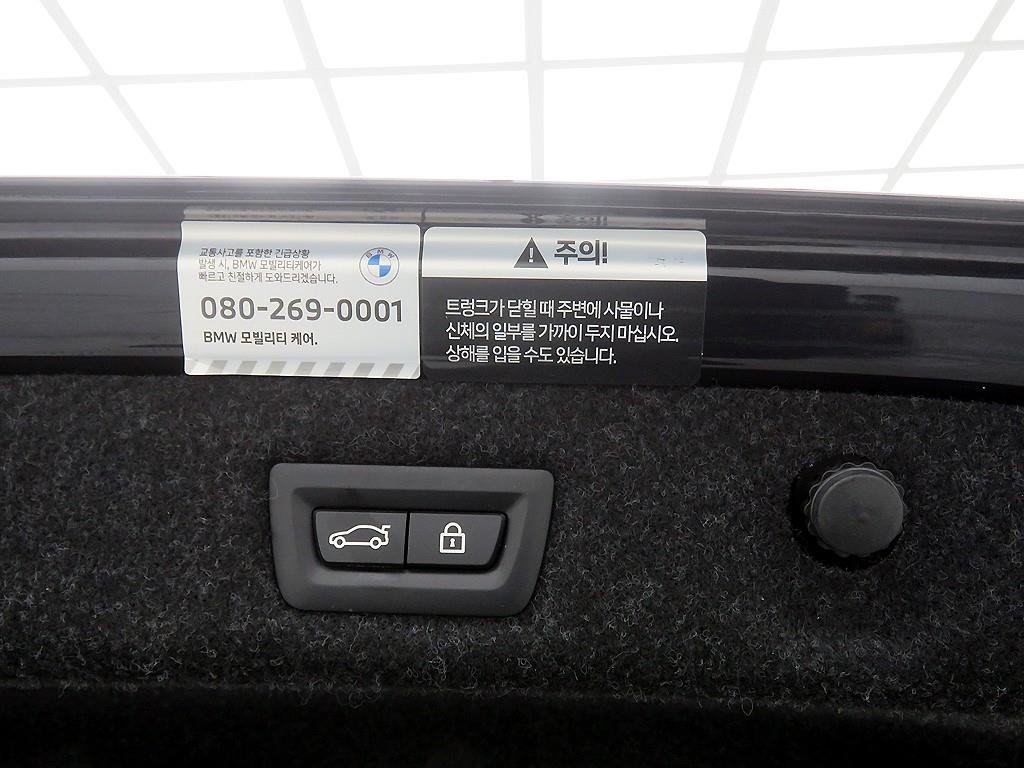 교통사고를 포함한 긴급상황
발생 시, BMW 모빌리티케어가
빠르고 친절하게 도와드리겠습니다.
BMW
080-269-0001
BMW 모빌리티 케어.
주의!
트렁크가 닫힐 때 주변에 사물이나
신체의 일부를 가까이 두지 마십시오.
상해를 입을 수도 있습니다.